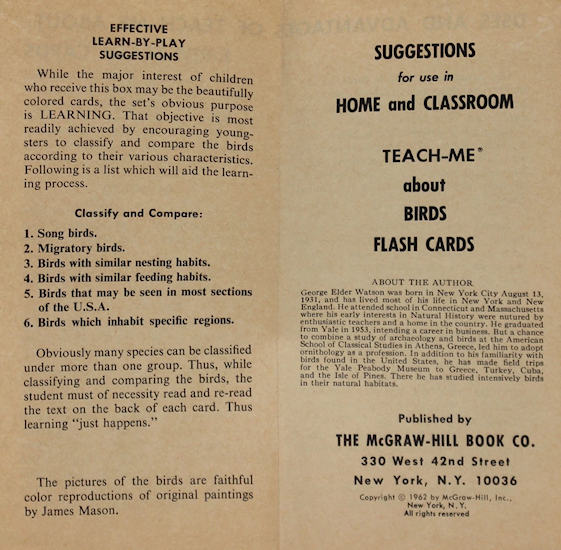 EFFECTIVE
LEARN-BY-PLAY
SUGGESTIONS
While the major interest of children
who receive this box may be the beautifully
colored cards, the set's obvious purpose
is LEARNING. That objective is most
readily achieved by encouraging young-
sters to classify and compare the birds
according to their various characteristics.
Following is a list which will aid the learn-
ing process.
Classify and Compare:
1. Song birds.
2. Migratory birds.
3. Birds with similar nesting habits.
4. Birds with similar feeding habits.
5. Birds that may be seen in most sections
of the U.S.A.
6. Birds which inhabit specific regions.
Obviously many species can be classified
under more than one group. Thus, while
classifying and comparing the birds, the
student must of necessity read and re-read
the text on the back of each card. Thus
learning "just happens."
The pictures of the birds are faithful
color reproductions of original paintings
by James Mason.
SUGGESTIONS
for use in
HOME and CLASSROOM
TEACH-ME®
about
BIRDS
FLASH CARDS
ABOUT THE AUTHOR
George Elder Watson was born in New York City August 13,
1931, and has lived most of his life in New York and New
England. He attended school in Connecticut and Massachusetts
where his early interests in Natural History were nutured by
enthusiastic teachers and a home in the country. He graduated
from Yale in 1953, intending a career in business. But a chance
to combine a study of archaeology and birds at the American
School of Classical Studies in Athens, Greece, led him to adopt
ornithology as a profession. In addition to his familiarity with
birds found in the United States, he has made field trips
for the Yale Peabody Museum to Greece, Turkey, Cuba,
and the Isle of Pines. There he has studied intensively birds
in their natural habitats.
Published by
THE McGRAW-HILL BOOK CO.
330 West 42nd Street
New York, N.Y. 10036
Copyright © 1962 by McGraw-Hill, Inc.,
New York, N.Y.
All rights reserved